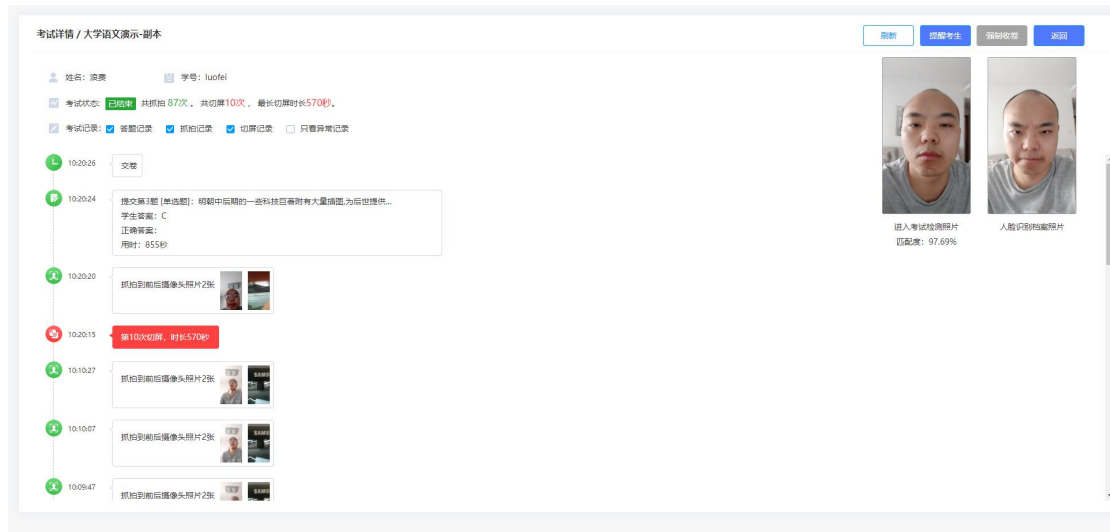 考试详情 / 大学语文演示-副本
刷新 提醒考生 强制收卷 返回
姓名：浪费 学号：luofei
考试状态: 已结束 共抓拍 87次 。 共切屏10次 ， 最长切屏时长570秒。
考试记录: 答题记录 抓拍记录 切屏记录 只看异常记录
10:20:26 交卷
10:20:24 提交第3题 [单选题]：明朝中后期的一些科技巨著附有大量插图,为后世提供...
学生答案：C
正确答案：
用时：855秒
进入考试检测照片 人脸识别档案照片
匹配度：97.69%
10:20:20 抓拍到前后摄像头照片2张
10:20:15 第10次切屏，时长570秒
10:10:27 抓拍到前后摄像头照片2张
10:10:07 抓拍到前后摄像头照片2张
10:09:47 抓拍到前后摄像头照片2张